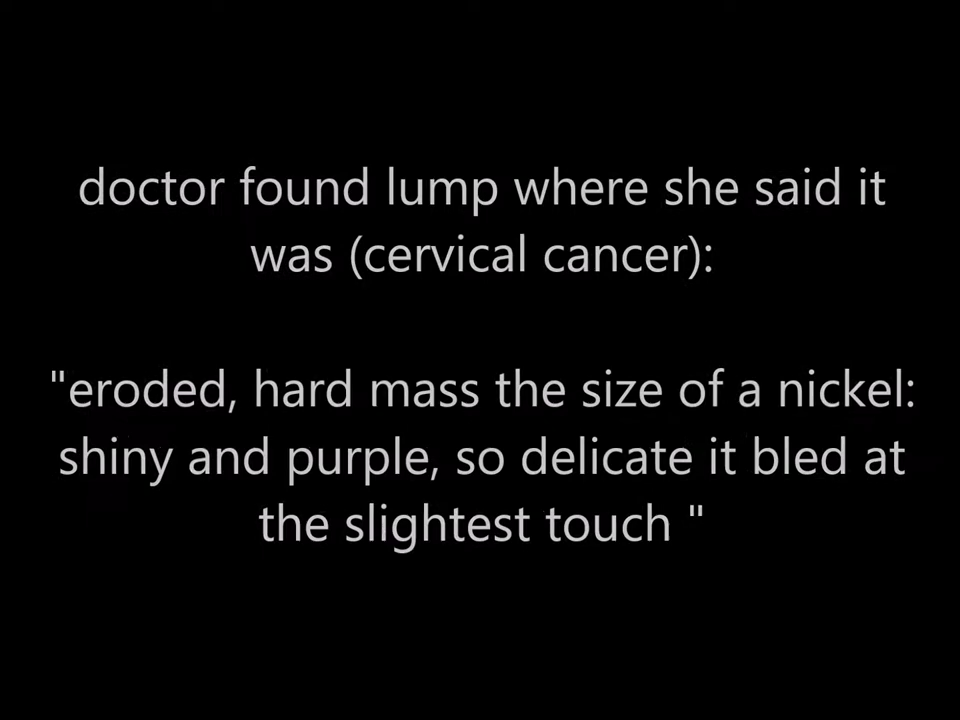 doctor found lump where she said it
was (cervical cancer):
"eroded, hard mass the size of a nickel:
shiny and purple, so delicate it bled at
the slightest touch "